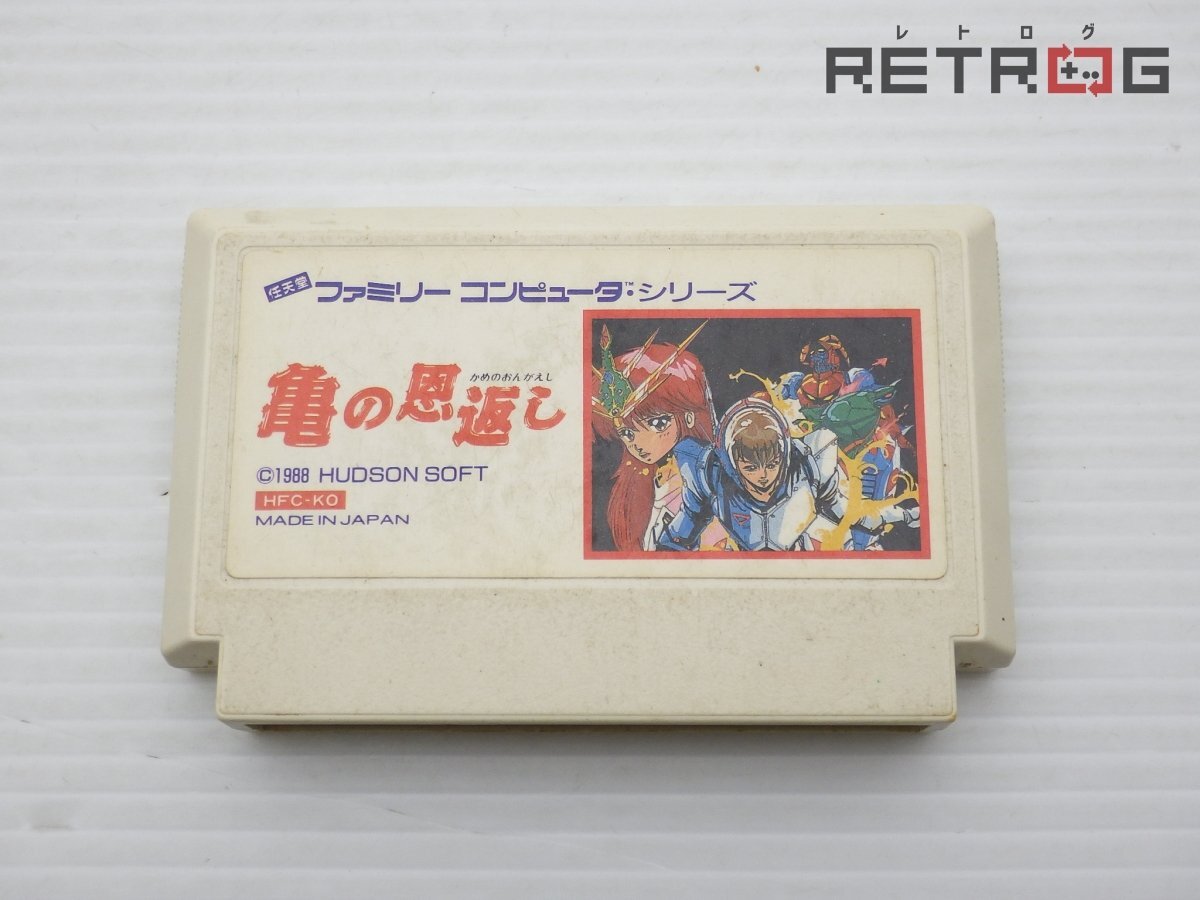 レトログ
RETROG
任天堂 ファミリー コンピュータ™ シリーズ
かめのおんがえし
亀の恩返し
©1988 HUDSON SOFT
HFC-KO
MADE IN JAPAN